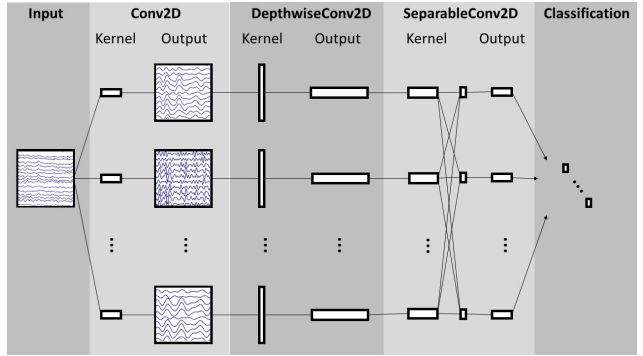 Input Conv2D DepthwiseConv2D SeparableConv2D Classification
Kernel Output Kernel Output Kernel Output